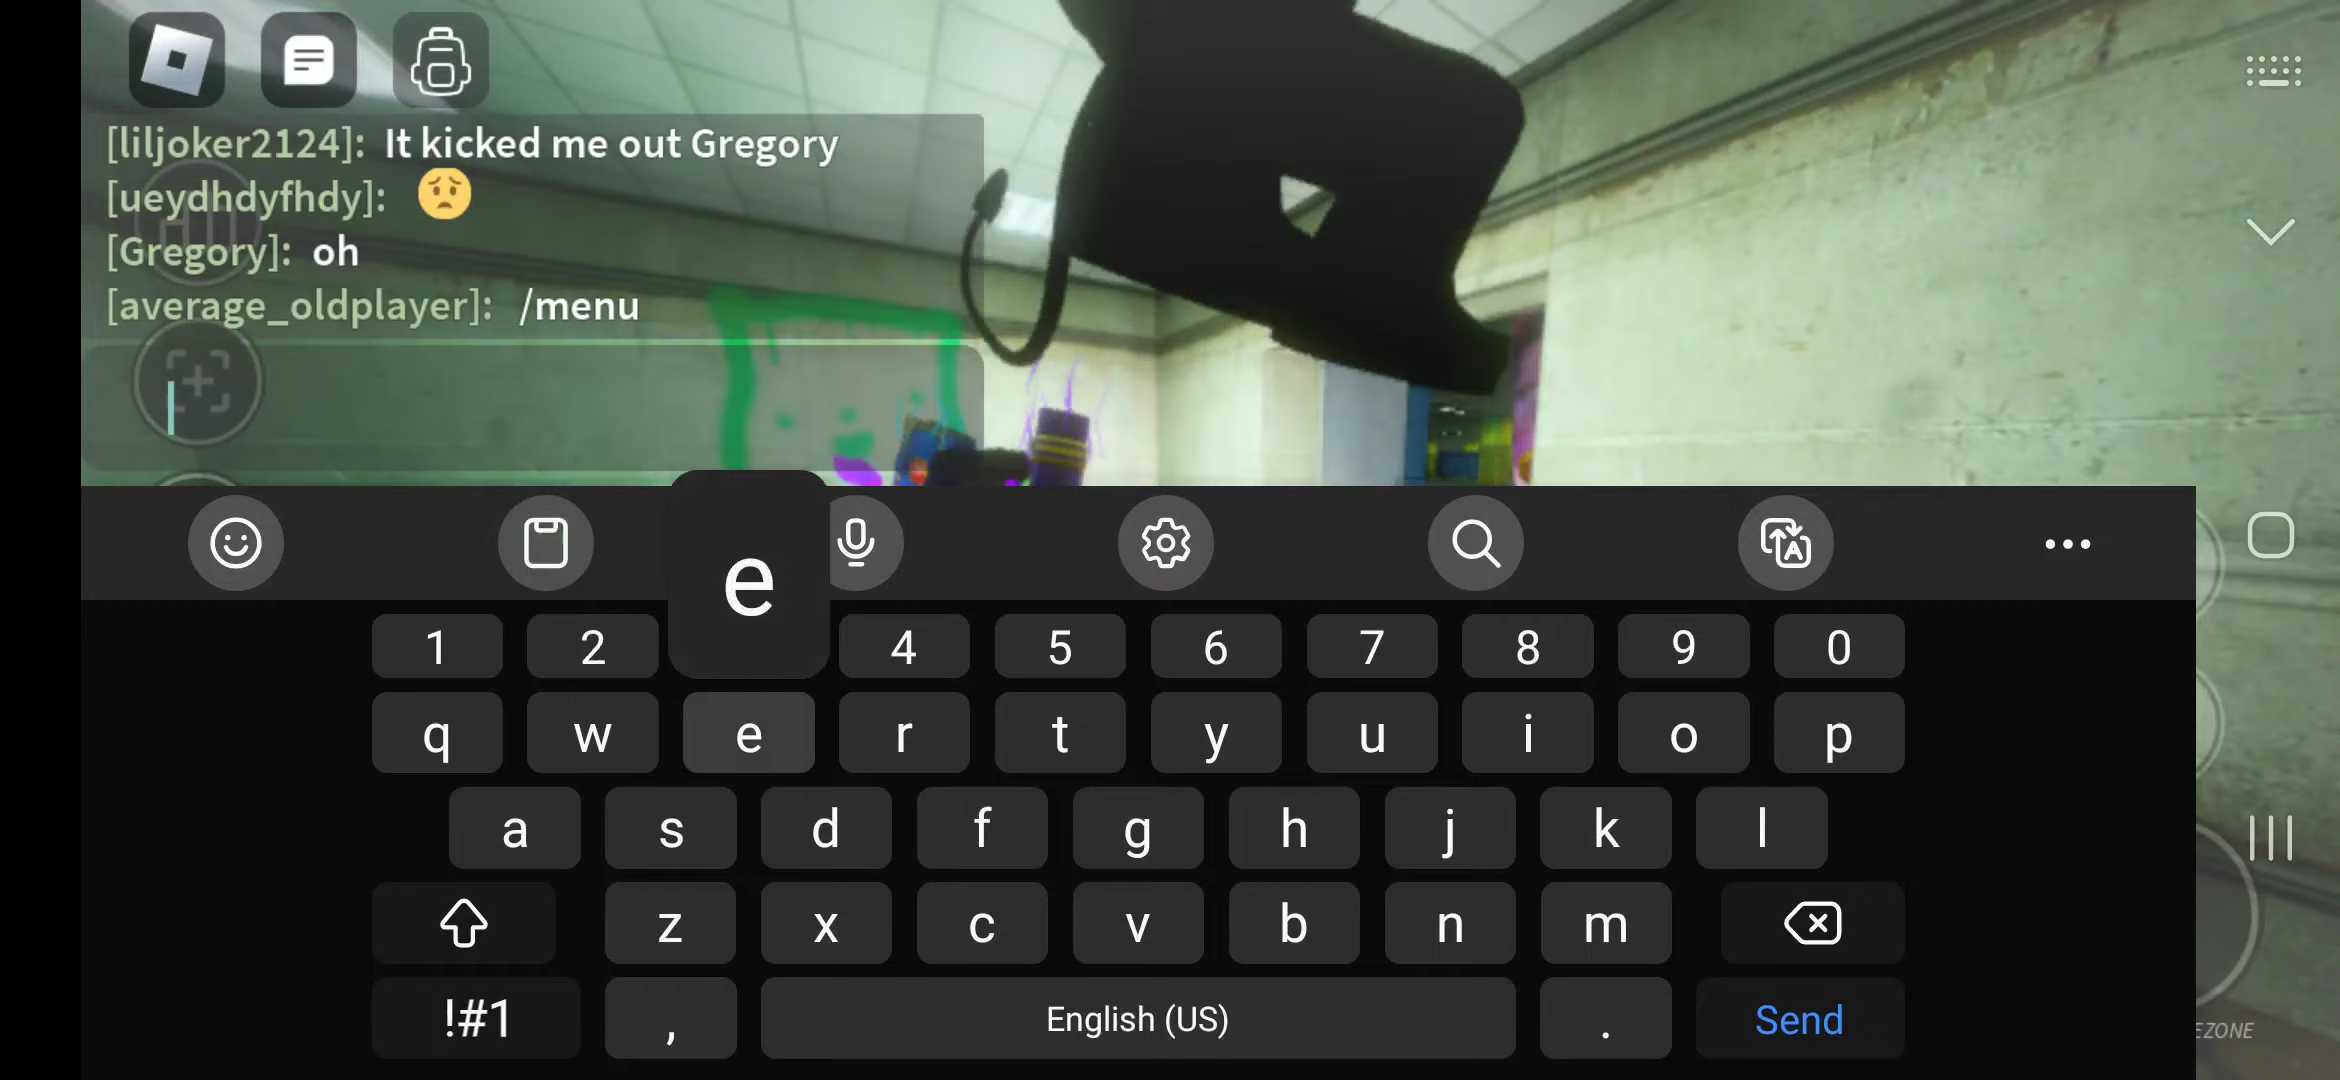 [liljoker2124]: It kicked me out Gregory
[ueydhdyfhdy]: 😟
[Gregory]: oh
[average_oldplayer]: /menu
e
1 2 4 5 6 7 8 9 0
q w e r t y u i o p
a s d f g h j k l
z x c v b n m
!#1 , English (US) . Send
EZONE